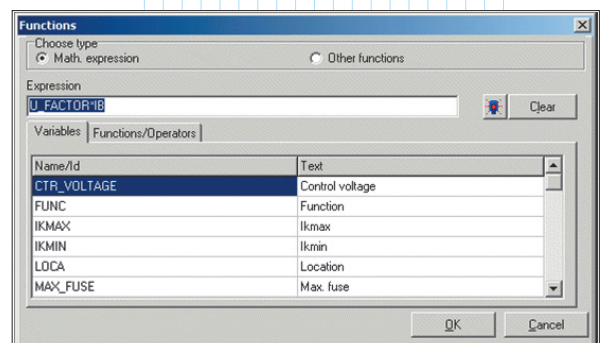 Functions
Choose type
Math. expression Other functions
Expression
U_FACTOR*IB
Clear
Variables Functions/Operators
Name/Id Text
CTR_VOLTAGE Control voltage
FUNC Function
IKMAX Ikmax
IKMIN Ikmin
LOCA Location
MAX_FUSE Max. fuse
OK Cancel